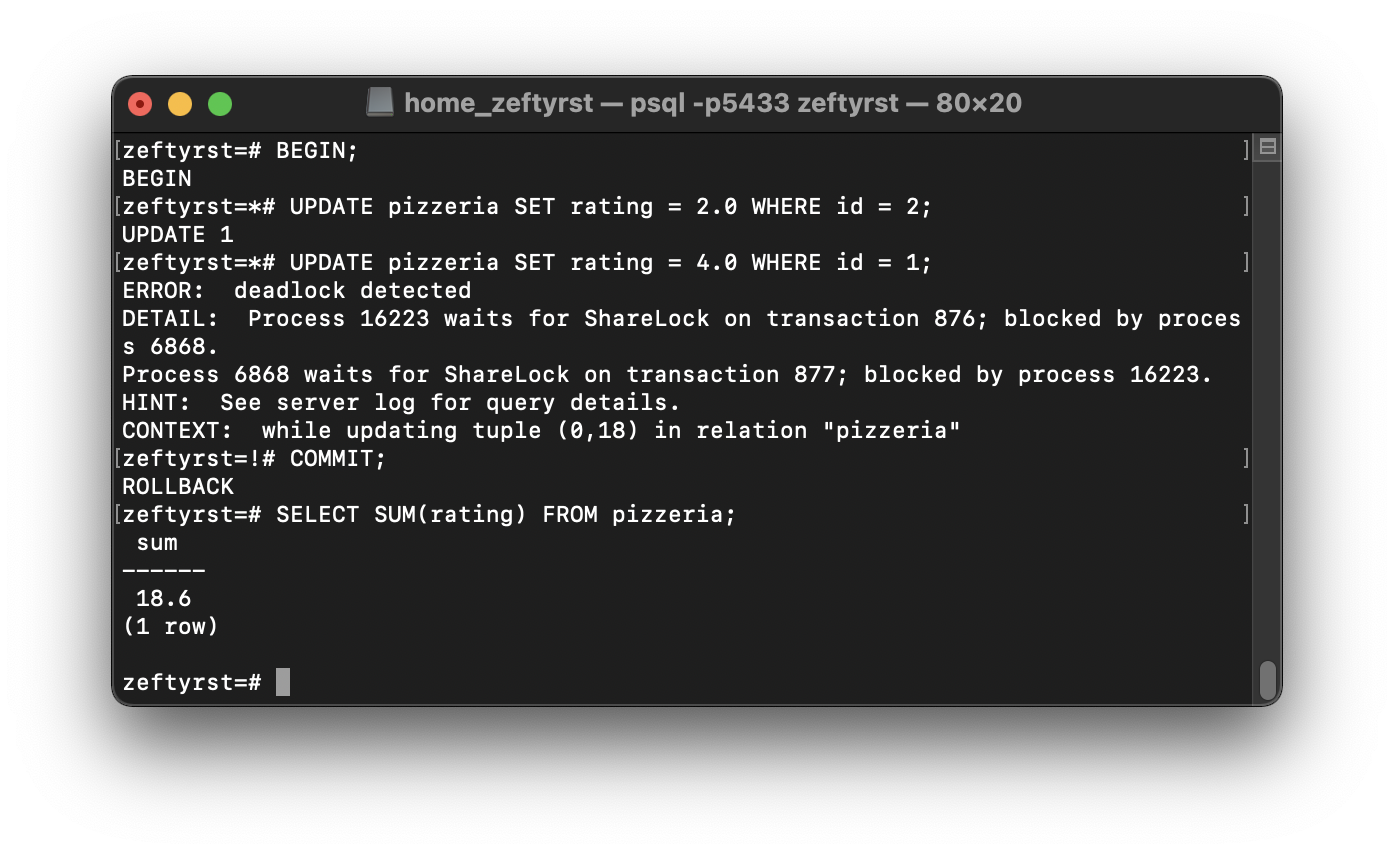 home_zeftyrst — psql -p5433 zeftyrst — 80×20
[zeftyrst=# BEGIN; ]
BEGIN
[zeftyrst=*# UPDATE pizzeria SET rating = 2.0 WHERE id = 2; ]
UPDATE 1
[zeftyrst=*# UPDATE pizzeria SET rating = 4.0 WHERE id = 1; ]
ERROR:  deadlock detected
DETAIL:  Process 16223 waits for ShareLock on transaction 876; blocked by proces
s 6868.
Process 6868 waits for ShareLock on transaction 877; blocked by process 16223.
HINT:  See server log for query details.
CONTEXT:  while updating tuple (0,18) in relation "pizzeria"
[zeftyrst=!# COMMIT; ]
ROLLBACK
[zeftyrst=# SELECT SUM(rating) FROM pizzeria; ]
 sum
------
 18.6
(1 row)
zeftyrst=#